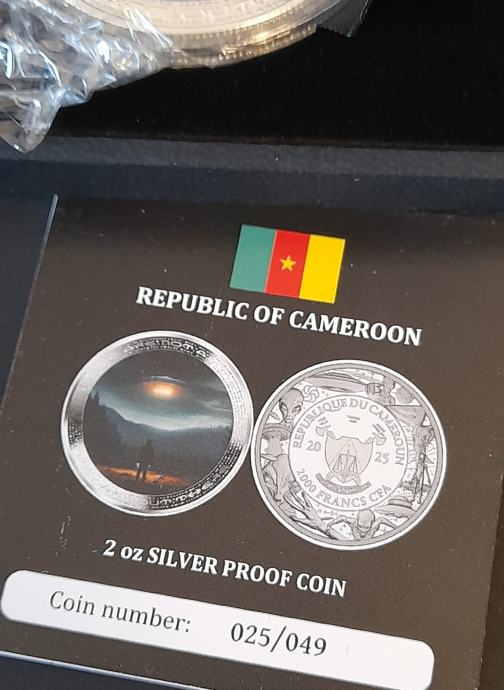 REPUBLIC OF CAMEROON
REPUBLIQUE DU CAMEROUN
20 25
2000 FRANCS CFA
2 oz SILVER PROOF COIN
Coin number: 025/049